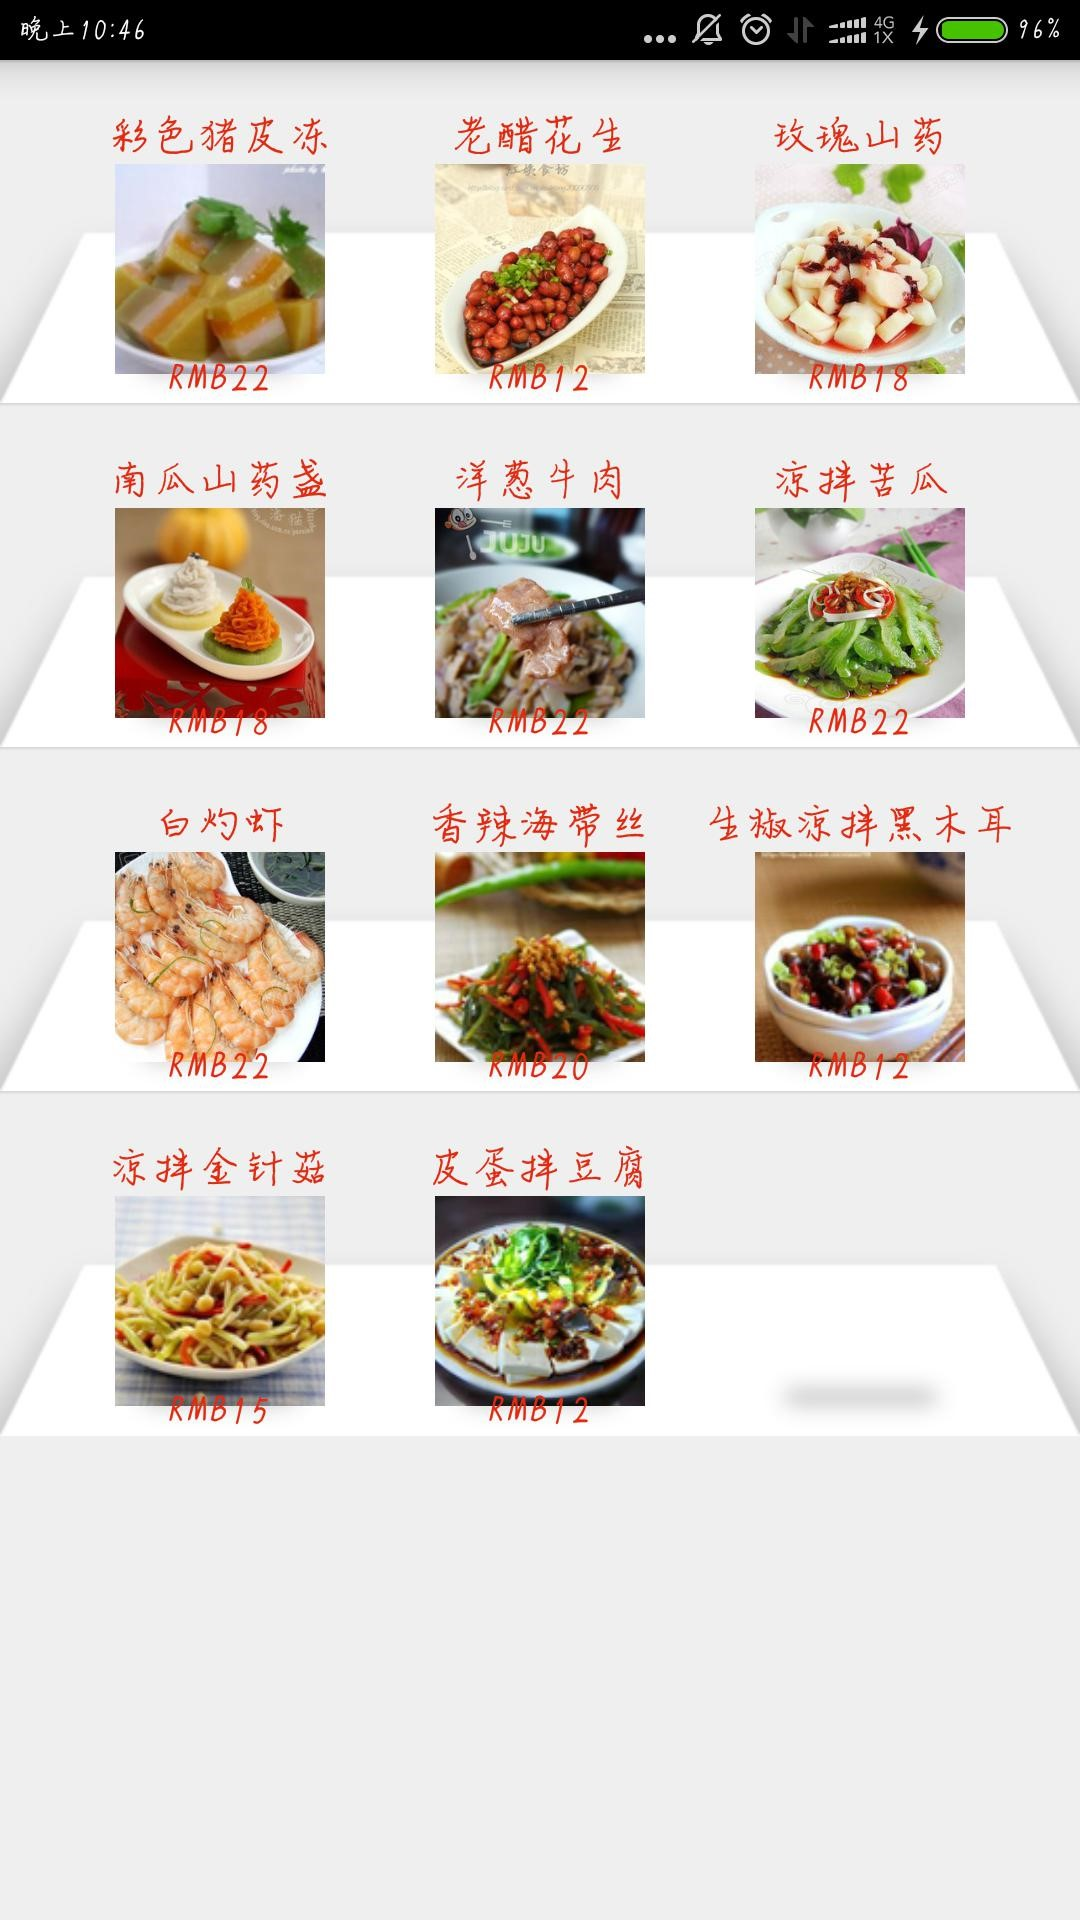 晚上10:46
4G
1X
96%
彩色猪皮冻
老醋花生
玫瑰山药
RMB22
RMB12
RMB18
南瓜山药盏
洋葱牛肉
凉拌苦瓜
JUJU
RMB18
RMB22
RMB22
白灼虾
香辣海带丝
生椒凉拌黑木耳
RMB22
RMB20
RMB12
凉拌金针菇
皮蛋拌豆腐
RMB15
RMB12